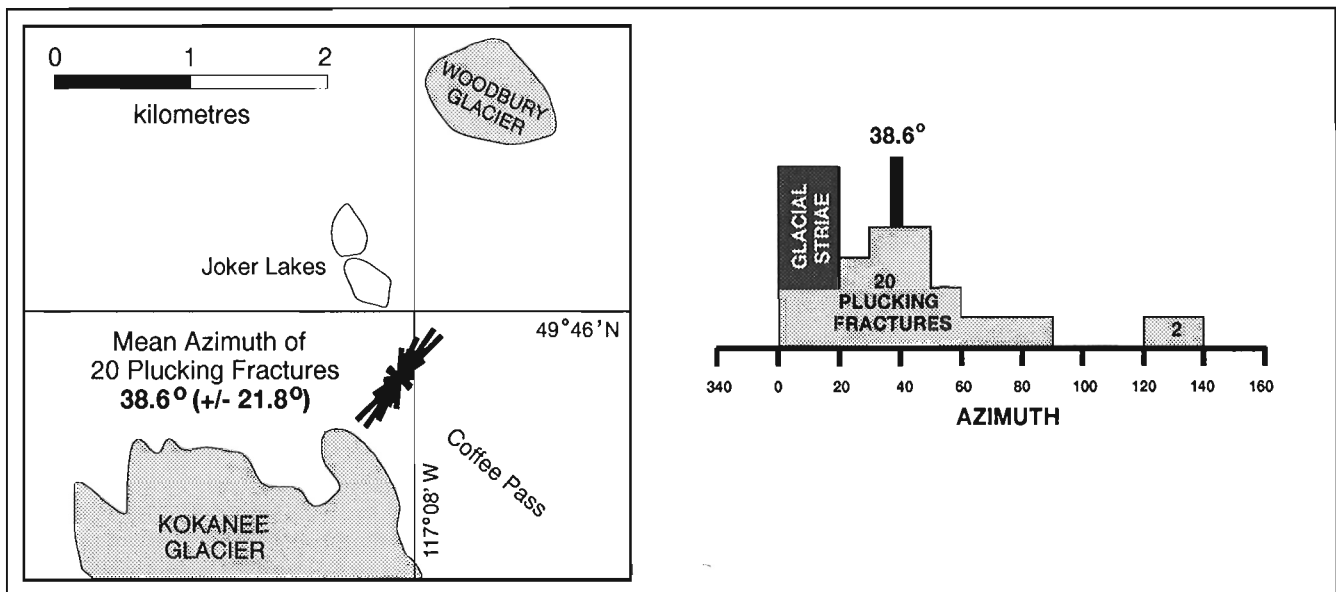 0 1 2
kilometres
WOODBURY
GLACIER
Joker Lakes
49°46'N
Mean Azimuth of
20 Plucking Fractures
38.6° (+/- 21.8°)
Coffee Pass
117°08' W
KOKANEE
GLACIER
38.6°
GLACIAL
STRIAE
20
PLUCKING
FRACTURES
2
340 0 20 40 60 80 100 120 140 160
AZIMUTH